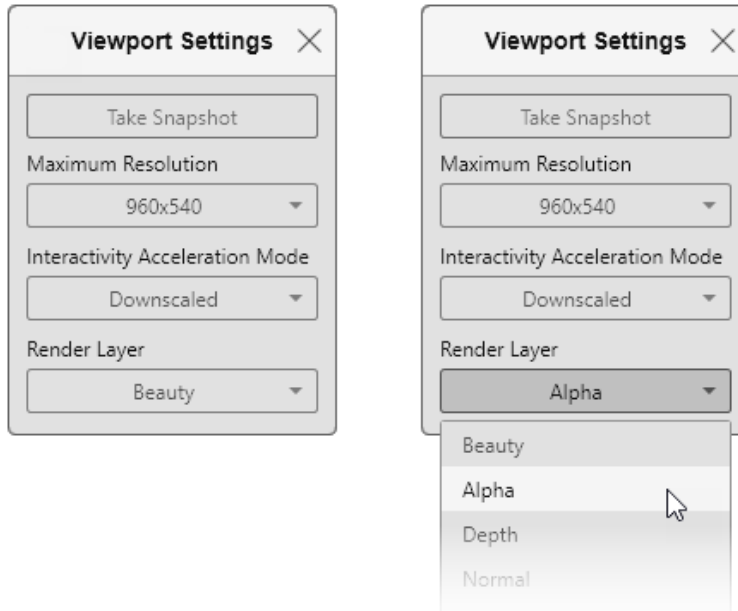 Viewport Settings
Take Snapshot
Maximum Resolution
960x540
Interactivity Acceleration Mode
Downscaled
Render Layer
Beauty
Viewport Settings
Take Snapshot
Maximum Resolution
960x540
Interactivity Acceleration Mode
Downscaled
Render Layer
Alpha
Beauty
Alpha
Depth
Normal